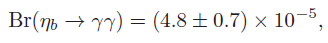 Br(η_b → γγ) = (4.8 ± 0.7) × 10^{−5},